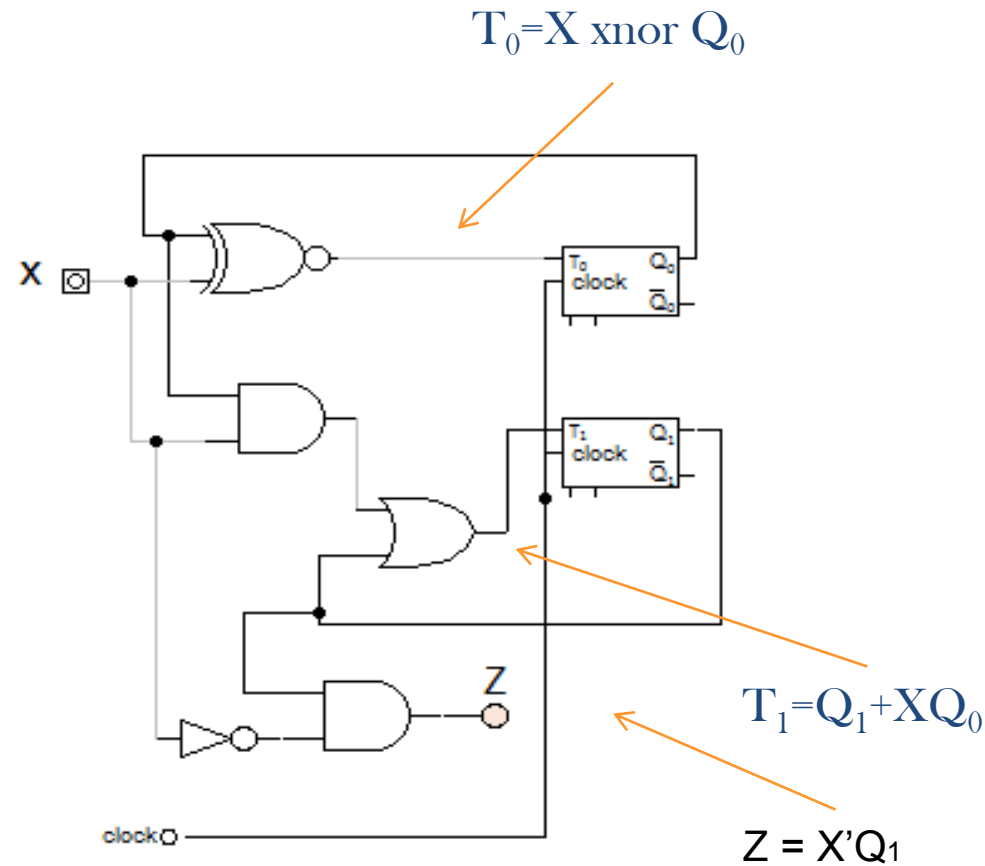 T₀=X xnor Q₀
X
T₀ Q₀
clock
Q̅₀
T₁ Q₁
clock
Q̅₁
Z
T₁=Q₁+XQ₀
clock
Z = X’Q₁